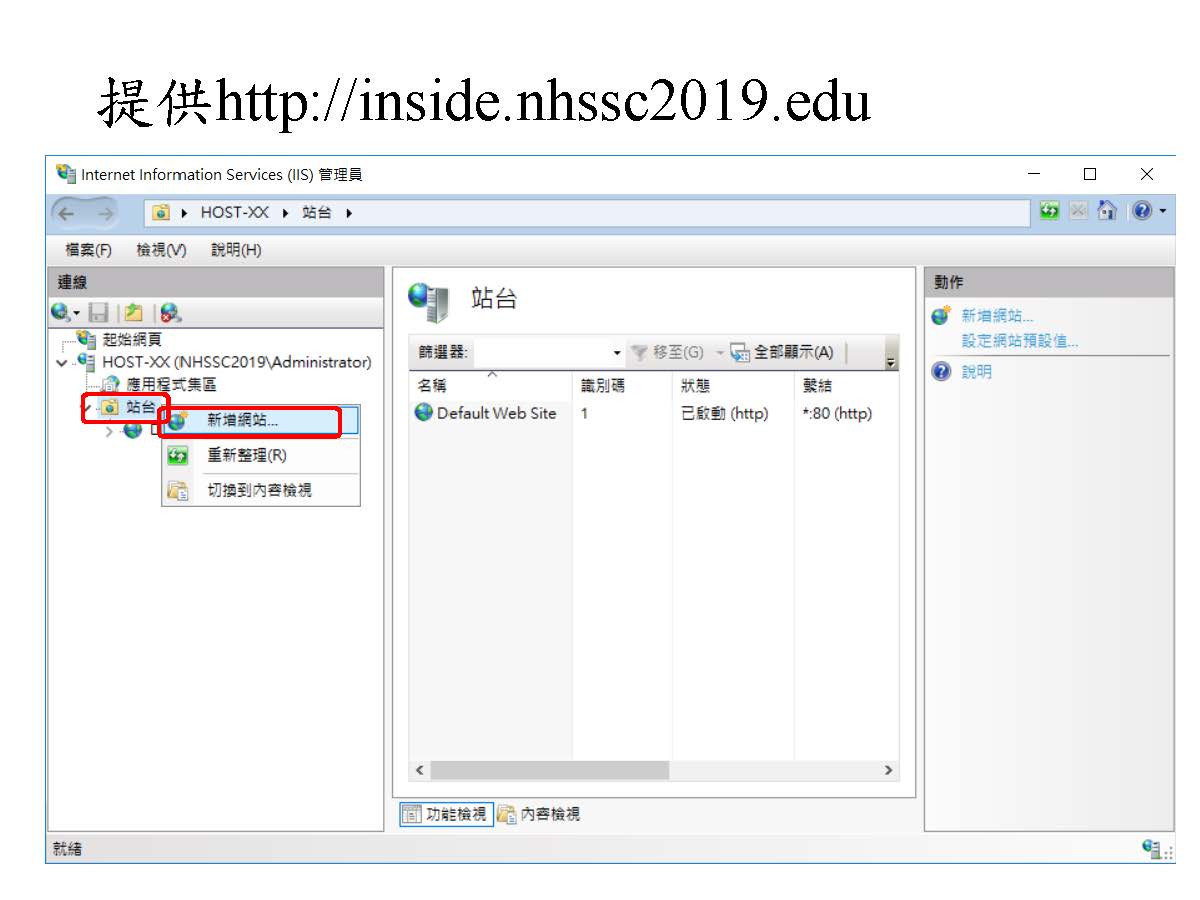 提供http://inside.nhssc2019.edu
Internet Information Services (IIS) 管理員
HOST-XX
站台
檔案(F) 檢視(V) 說明(H)
連線
起始網頁
HOST-XX (NHSSC2019\Administrator)
應用程式集區
站台
新增網站...
重新整理(R)
切換到內容檢視
站台
篩選器: 移至(G) 全部顯示(A)
名稱 識別碼 狀態 繫結
Default Web Site 1 已啟動 (http) *:80 (http)
功能檢視 內容檢視
動作
新增網站...
設定網站預設值...
說明
就緒